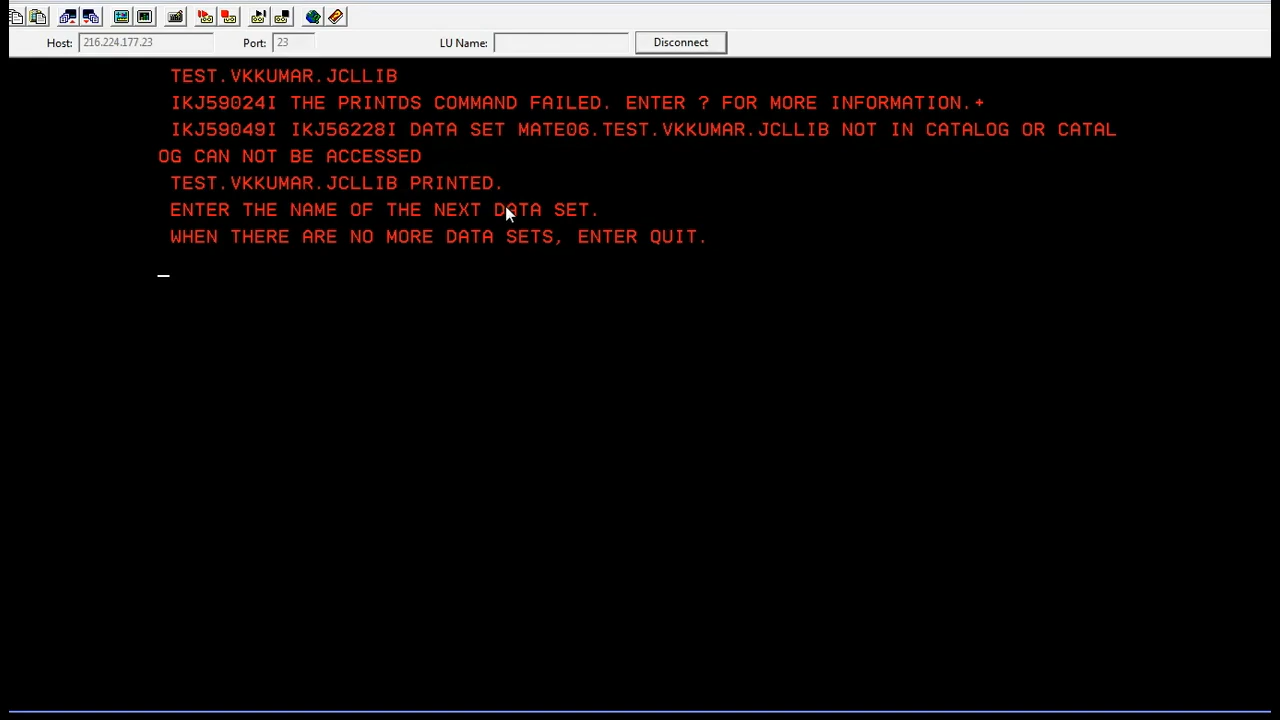 Host: 216.224.177.23 Port: 23 LU Name: Disconnect
TEST.VKKUMAR.JCLLIB
IKJ59024I THE PRINTDS COMMAND FAILED. ENTER ? FOR MORE INFORMATION.+
IKJ59049I IKJ56228I DATA SET MATE06.TEST.VKKUMAR.JCLLIB NOT IN CATALOG OR CATAL
OG CAN NOT BE ACCESSED
TEST.VKKUMAR.JCLLIB PRINTED.
ENTER THE NAME OF THE NEXT DATA SET.
WHEN THERE ARE NO MORE DATA SETS, ENTER QUIT.